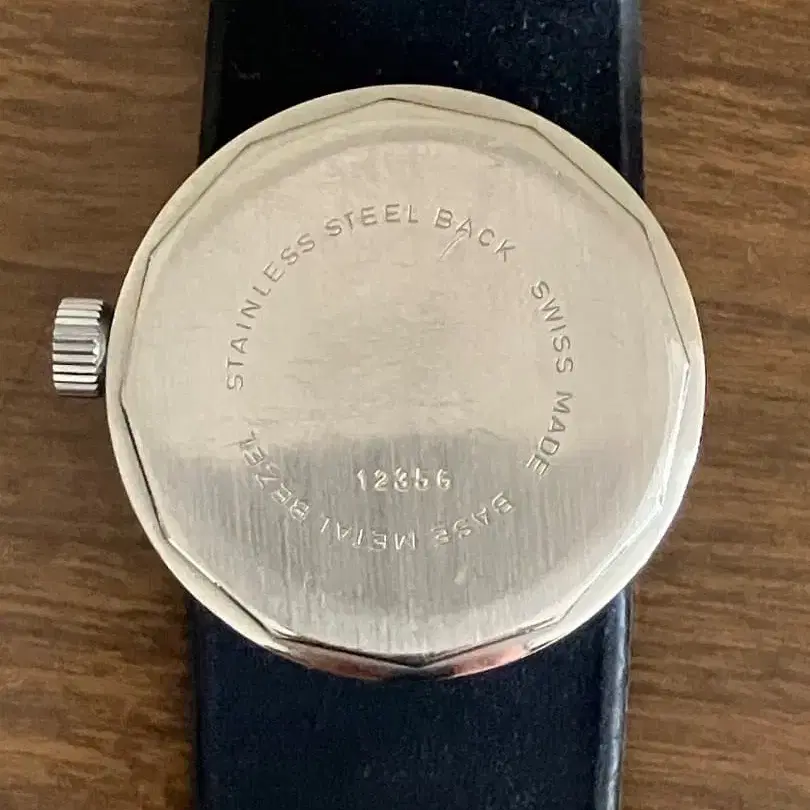 STAINLESS STEEL BACK SWISS MADE BASE METAL BEZEL
12356